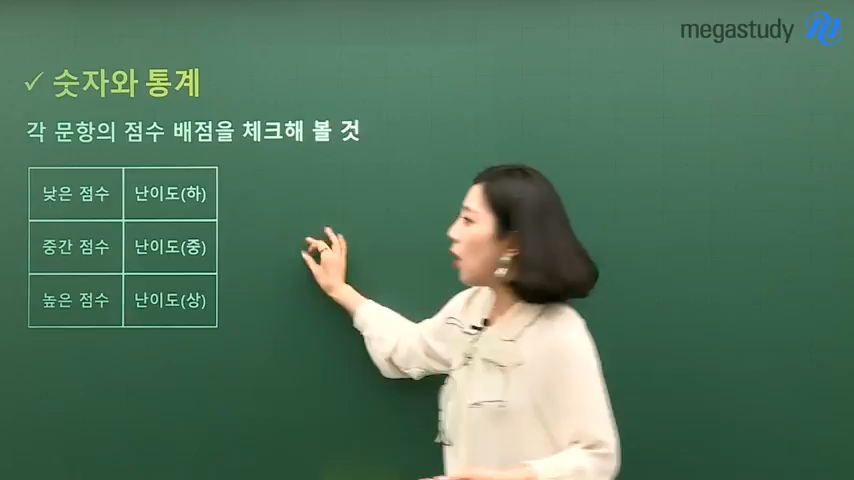 megastudy
✓ 숫자와 통계
각 문항의 점수 배점을 체크해 볼 것
낮은 점수 난이도(하)
중간 점수 난이도(중)
높은 점수 난이도(상)